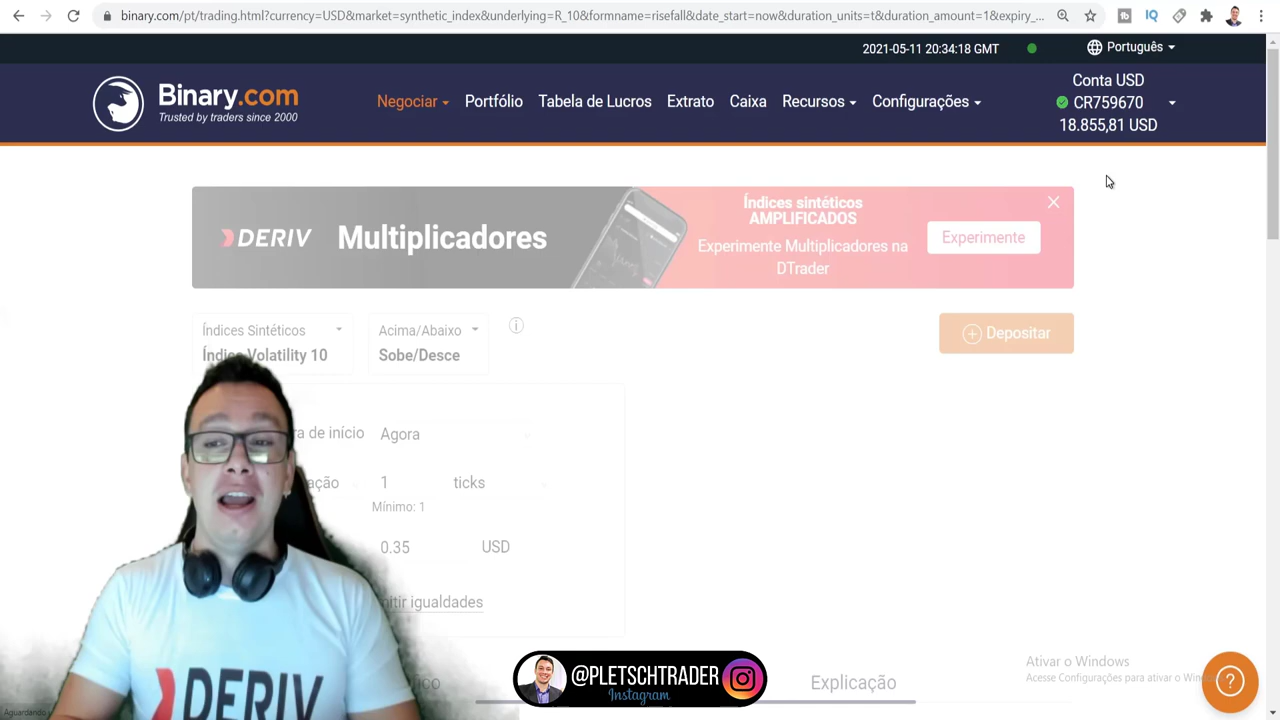 binary.com/pt/trading.html?currency=USD&market=synthetic_index&underlying=R_10&formname=risefall&date_start=now&duration_units=t&duration_amount=1&expiry_...
2021-05-11 20:34:18 GMT
Português
Binary.com
Trusted by traders since 2000
Negociar
Portfólio
Tabela de Lucros
Extrato
Caixa
Recursos
Configurações
Conta USD
CR759670
18.855,81 USD
DERIV
Multiplicadores
Índices sintéticos
AMPLIFICADOS
Experimente Multiplicadores na
DTrader
Experimente
Índices Sintéticos
Índice Volatility 10
Acima/Abaixo
Sobe/Desce
Depositar
ra de início
Agora
ação
1
ticks
Mínimo: 1
0.35
USD
mitir igualdades
DERIV
@PLETSCHTRADER
Instagram
ico
Explicação
Ativar o Windows
Acesse Configurações para ativar o Wind
Aguardando